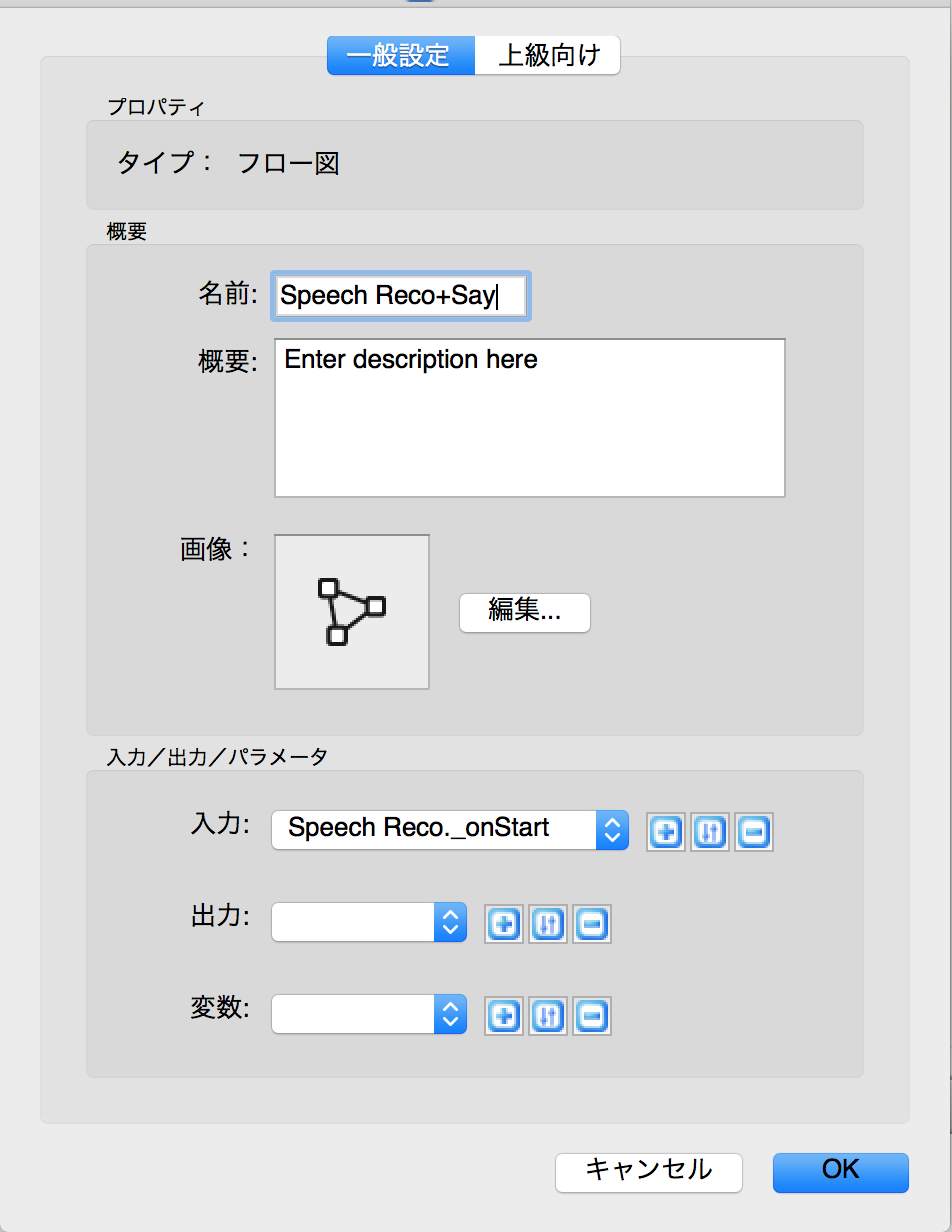 一般設定 上級向け
プロパティ
タイプ： フロー図
概要
名前: Speech Reco+Say
概要: Enter description here
画像：
編集...
入力／出力／パラメータ
入力: Speech Reco._onStart
出力:
変数:
キャンセル OK